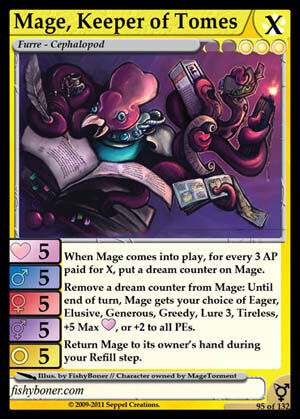 Mage, Keeper of Tomes
X
Furre - Cephalopod
5
5
5
5
5
When Mage comes into play, for every 3 AP
paid for X, put a dream counter on Mage.
Remove a dream counter from Mage: Until
end of turn, Mage gets your choice of Eager,
Elusive, Generous, Greedy, Lure 3, Tireless,
+5 Max , or +2 to all PEs.
Return Mage to its owner's hand during
your Refill step.
Illus. by FishyBoner // Character owned by MageTorment
fishyboner.com
© 2009-2011 Seppel Creations.
95 of 132